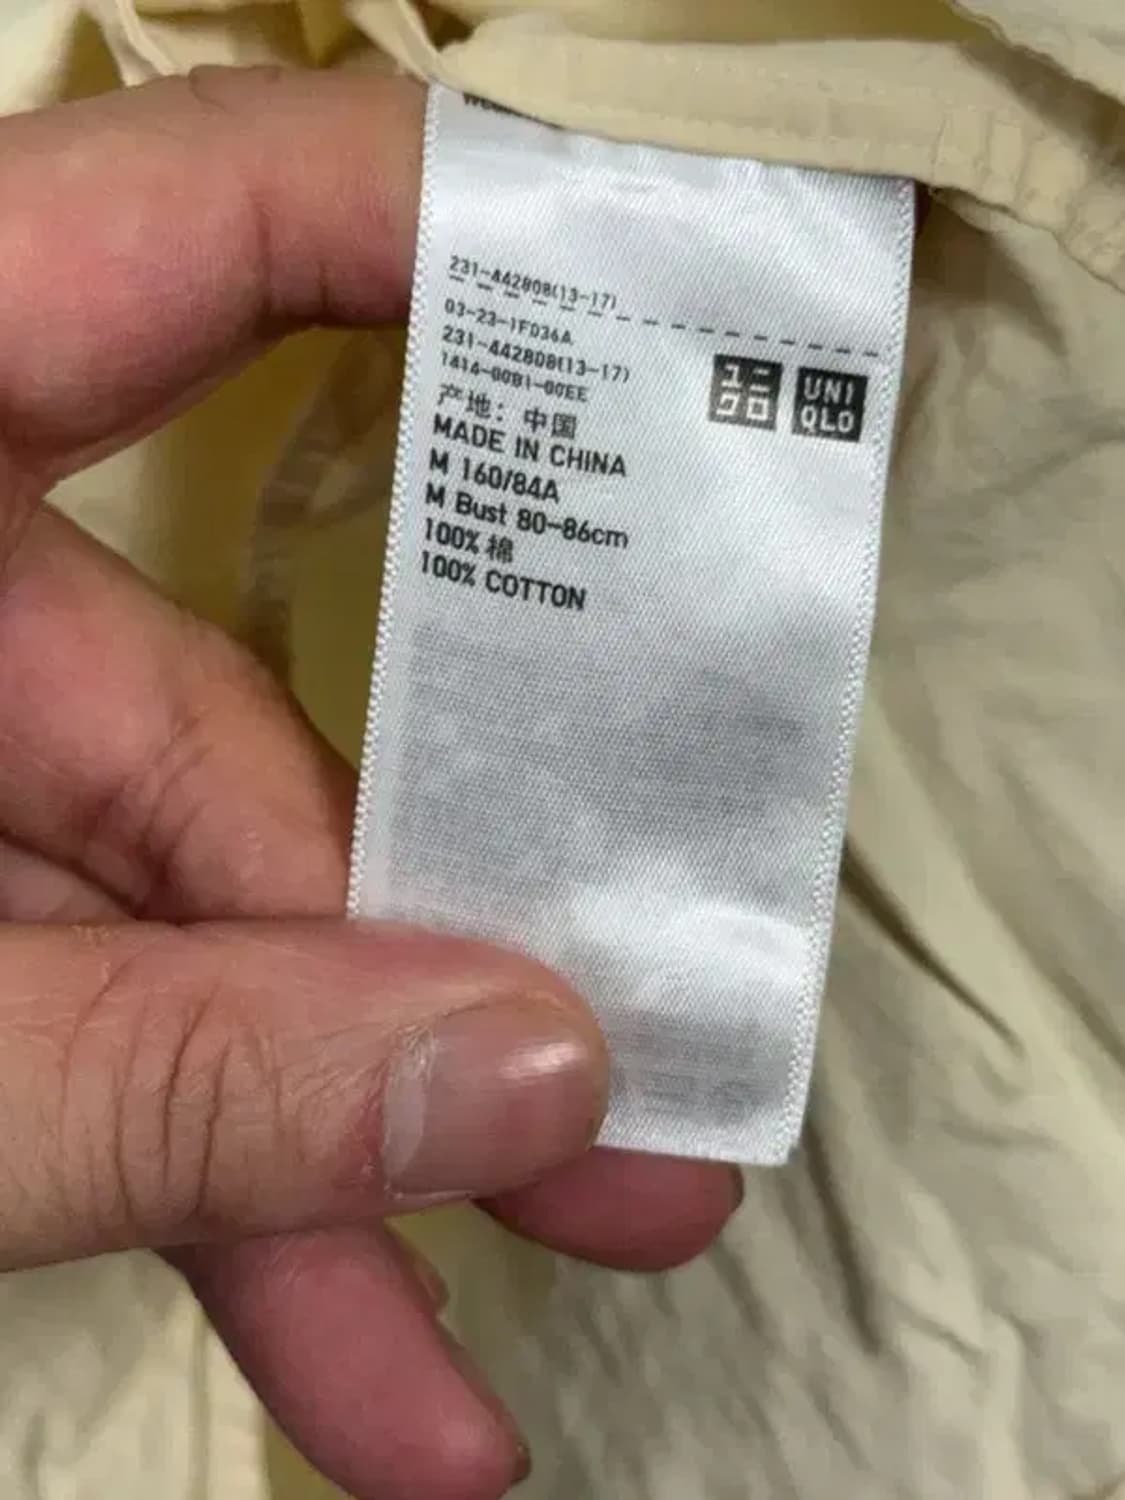 231-442808(13-17)
03-23-1F036A
231-442808(13-17)
1414-00B1-00EE
产地：中国
MADE IN CHINA
M 160/84A
M Bust 80-86cm
100% 棉
100% COTTON
ユニ
クロ
UNI
QLO